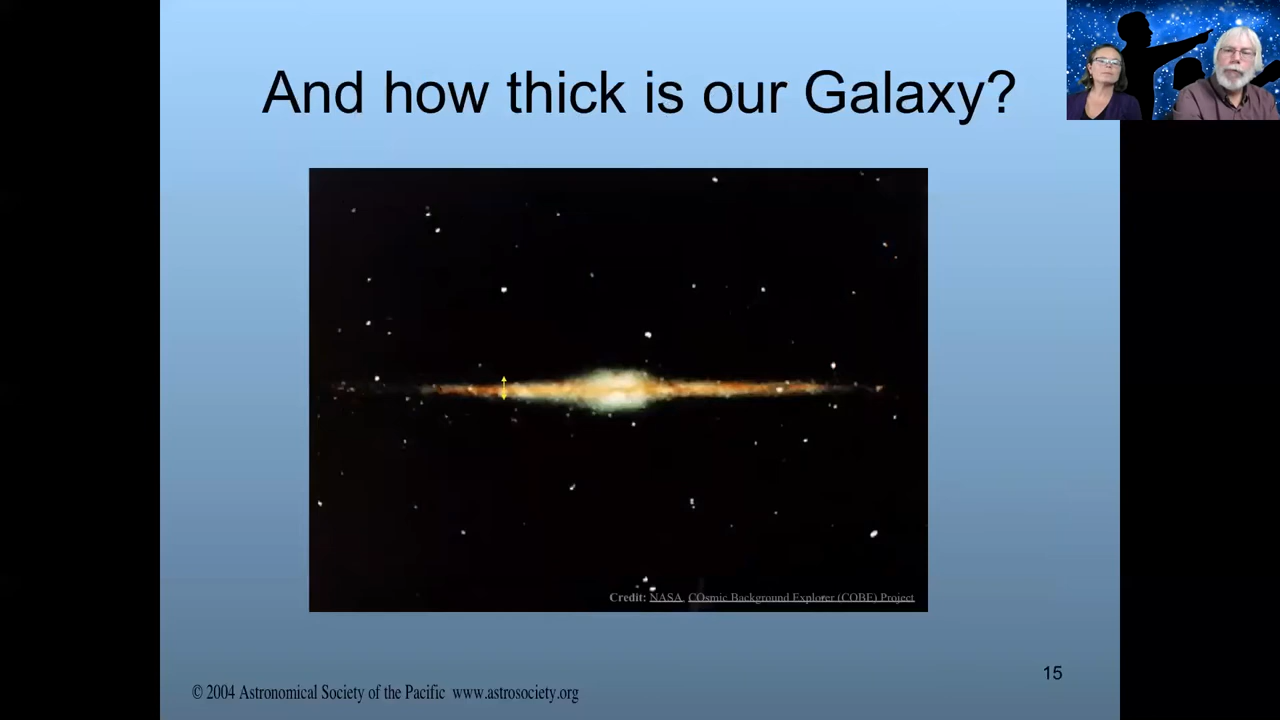 And how thick is our Galaxy?
Credit: NASA, COsmic Background Explorer (COBE) Project
15
© 2004 Astronomical Society of the Pacific www.astrosociety.org